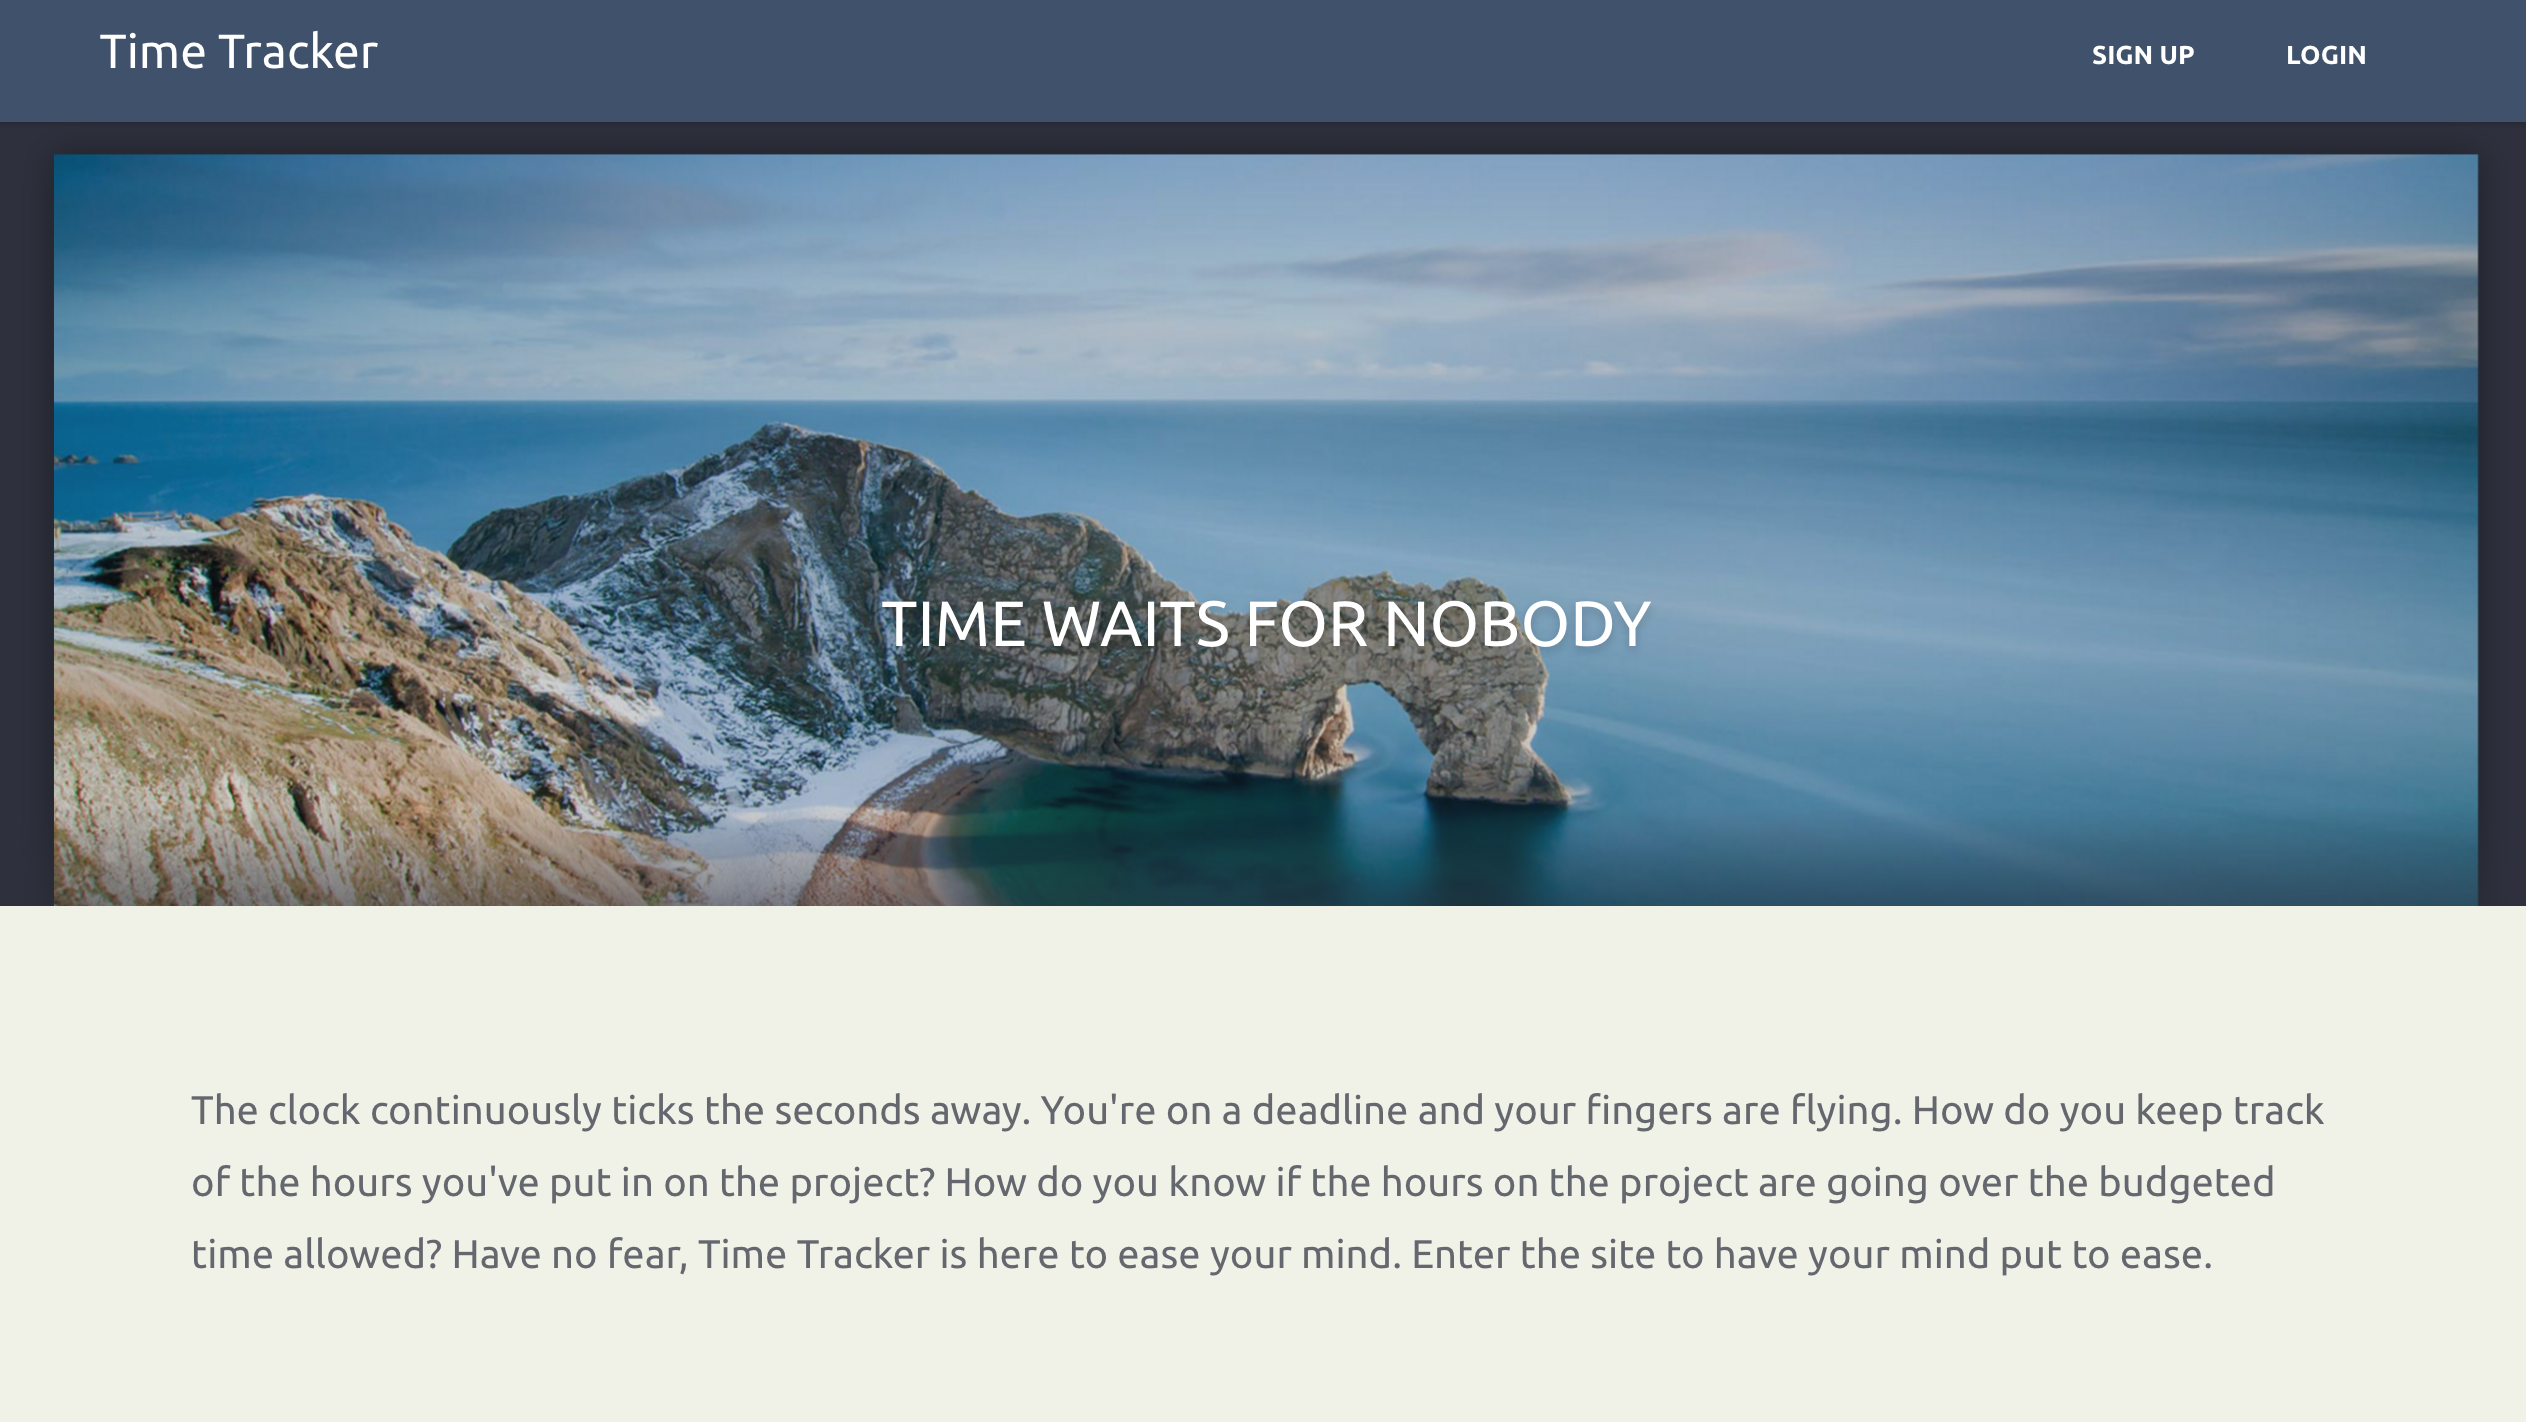 Time Tracker
SIGN UP
LOGIN
TIME WAITS FOR NOBODY
The clock continuously ticks the seconds away. You're on a deadline and your fingers are flying. How do you keep track
of the hours you've put in on the project? How do you know if the hours on the project are going over the budgeted
time allowed? Have no fear, Time Tracker is here to ease your mind. Enter the site to have your mind put to ease.